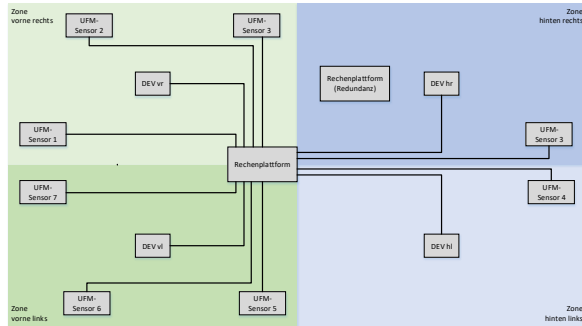 Zone
vorne rechts
UFM-
Sensor 2
UFM-
Sensor 3
Zone
hinten rechts
DEV vr
Rechenplattform
(Redundanz)
DEV hr
UFM-
Sensor 1
UFM-
Sensor 3
Rechenplattform
UFM-
Sensor 7
UFM-
Sensor 4
DEV vl
DEV hl
UFM-
Sensor 6
UFM-
Sensor 5
Zone
vorne links
Zone
hinten links